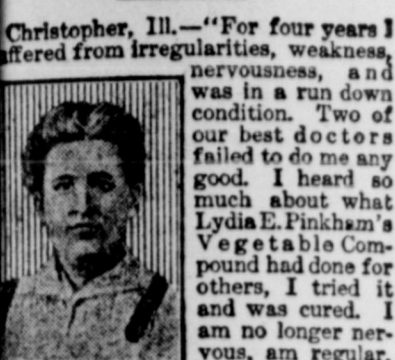 Christopher, Ill.—"For four years I
ffered from irregularities, weakness,
nervousness, and
was in a run down
condition. Two of
our best doctors
failed to do me any
good. I heard so
much about what
Lydia E. Pinkham's
Vegetable Com-
pound had done for
others, I tried it
and was cured. I
am no longer ner-
vous, am regular,